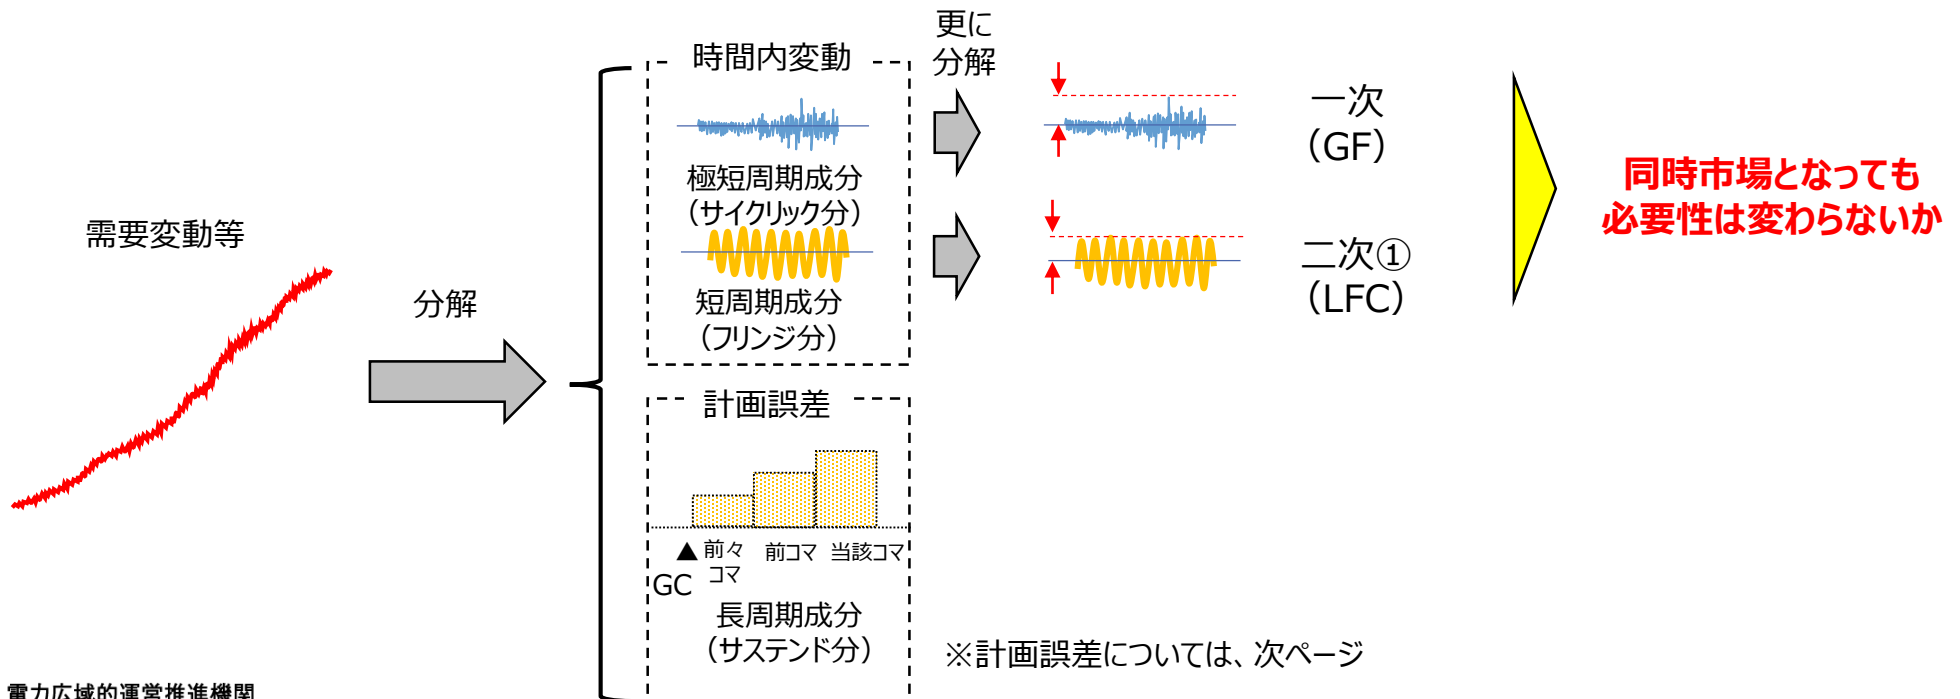 需要変動等
分解
時間内変動
極短周期成分
（サイクリック分）
短周期成分
（フリンジ分）
計画誤差
▲
GC
前々
コマ
前コマ
当該コマ
長周期成分
（サステンド分）
更に
分解
一次
（GF）
二次①
（LFC）
同時市場となっても
必要性は変わらないか
※計画誤差については、次ページ
電力広域的運営推進機関